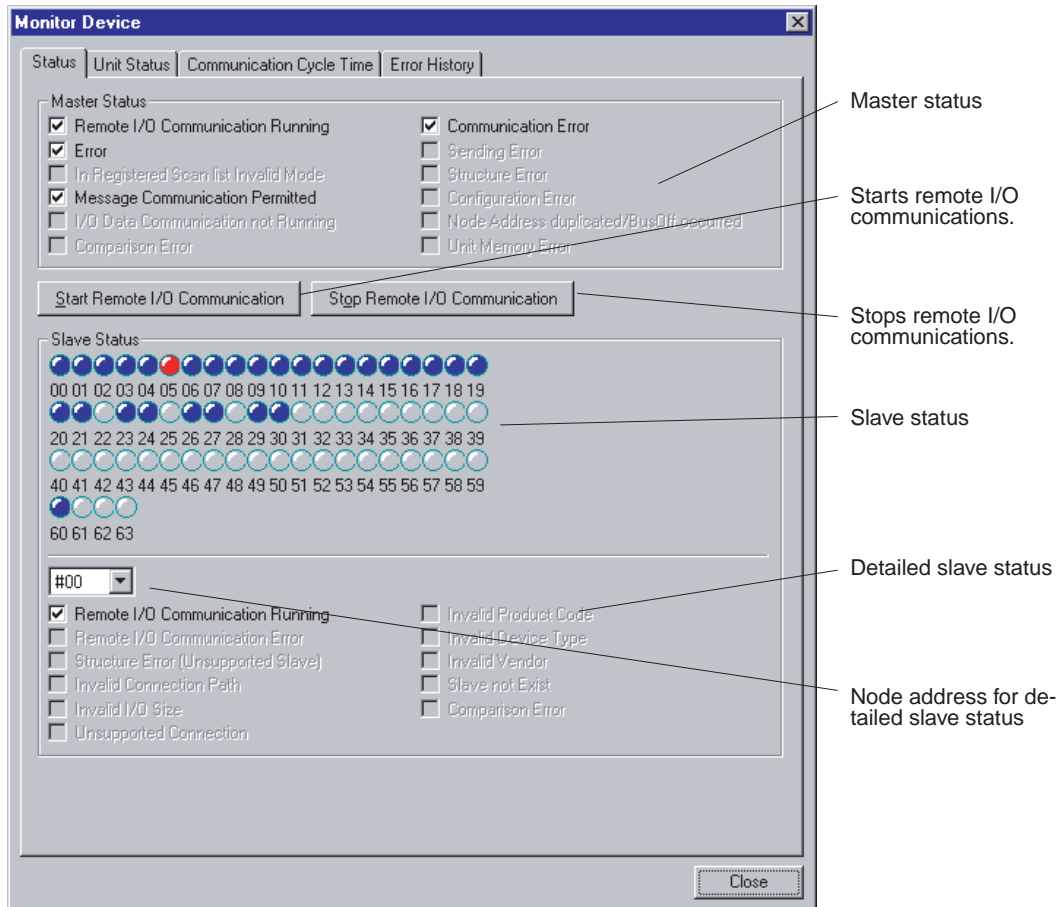 Monitor Device
Status
Unit Status
Communication Cycle Time
Error History
Master Status
Remote I/O Communication Running
Communication Error
Error
Sending Error
In Registered Scan list Invalid Mode
Structure Error
Message Communication Permitted
Configuration Error
I/O Data Communication not Running
Node Address duplicated/BusOff occurred
Comparison Error
Unit Memory Error
Start Remote I/O Communication
Stop Remote I/O Communication
Slave Status
00 01 02 03 04 05 06 07 08 09 10 11 12 13 14 15 16 17 18 19
20 21 22 23 24 25 26 27 28 29 30 31 32 33 34 35 36 37 38 39
40 41 42 43 44 45 46 47 48 49 50 51 52 53 54 55 56 57 58 59
60 61 62 63
#00
Remote I/O Communication Running
Invalid Product Code
Remote I/O Communication Error
Invalid Device Type
Structure Error (Unsupported Slave)
Invalid Vendor
Invalid Connection Path
Slave not Exist
Invalid I/O Size
Comparison Error
Unsupported Connection
Close
Master status
Starts remote I/O
communications.
Stops remote I/O
communications.
Slave status
Detailed slave status
Node address for de-
tailed slave status